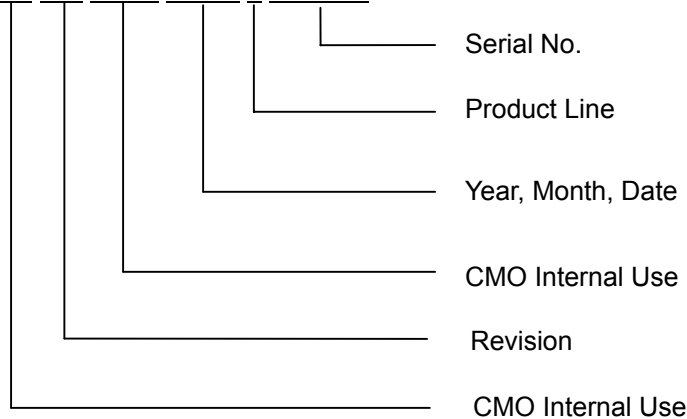 Serial No.
Product Line
Year, Month, Date
CMO Internal Use
Revision
CMO Internal Use